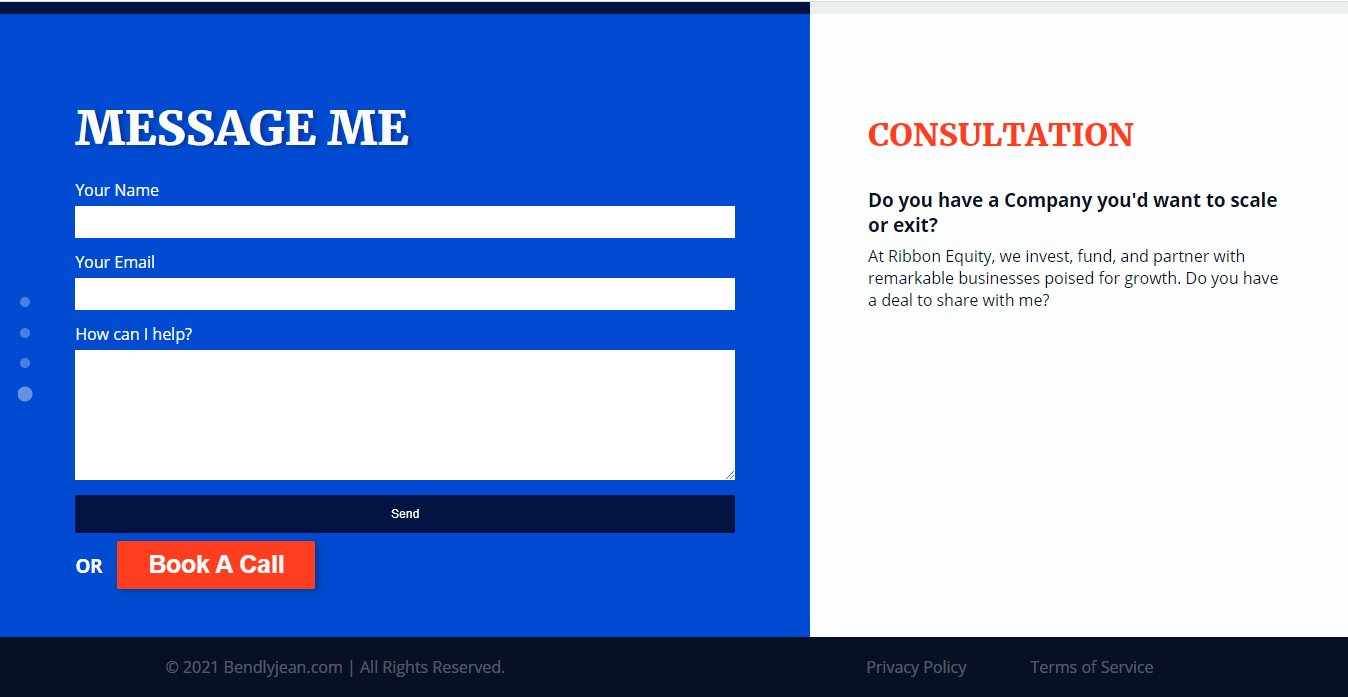 MESSAGE ME
Your Name
Your Email
How can I help?
Send
OR
Book A Call
CONSULTATION
Do you have a Company you'd want to scale
or exit?
At Ribbon Equity, we invest, fund, and partner with
remarkable businesses poised for growth. Do you have
a deal to share with me?
© 2021 Bendlyjean.com | All Rights Reserved.
Privacy Policy
Terms of Service